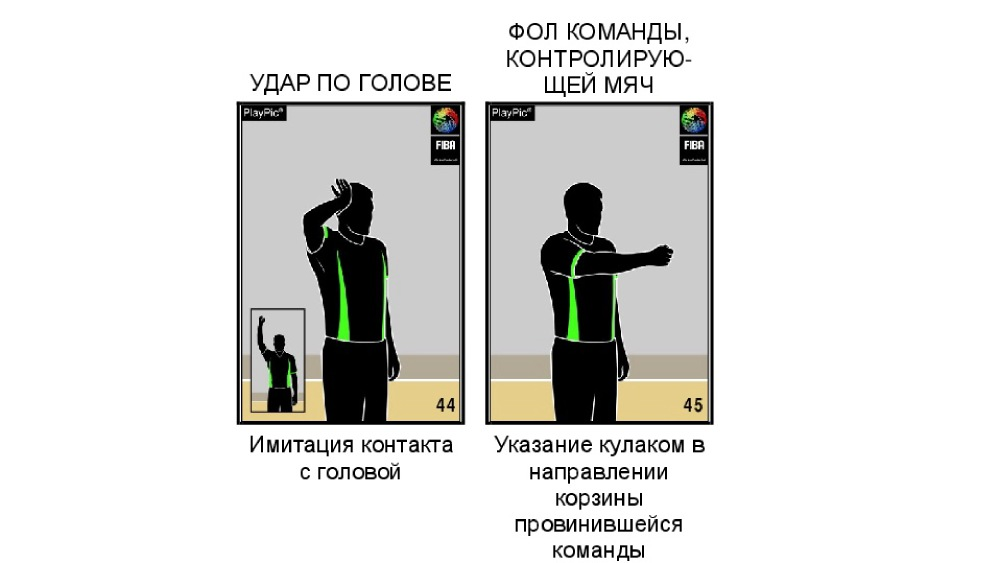 УДАР ПО ГОЛОВЕ
PlayPic®
FIBA
44
Имитация контакта
с головой
ФОЛ КОМАНДЫ,
КОНТРОЛИРУЮ-
ЩЕЙ МЯЧ
PlayPic®
FIBA
45
Указание кулаком в
направлении
корзины
провинившейся
команды